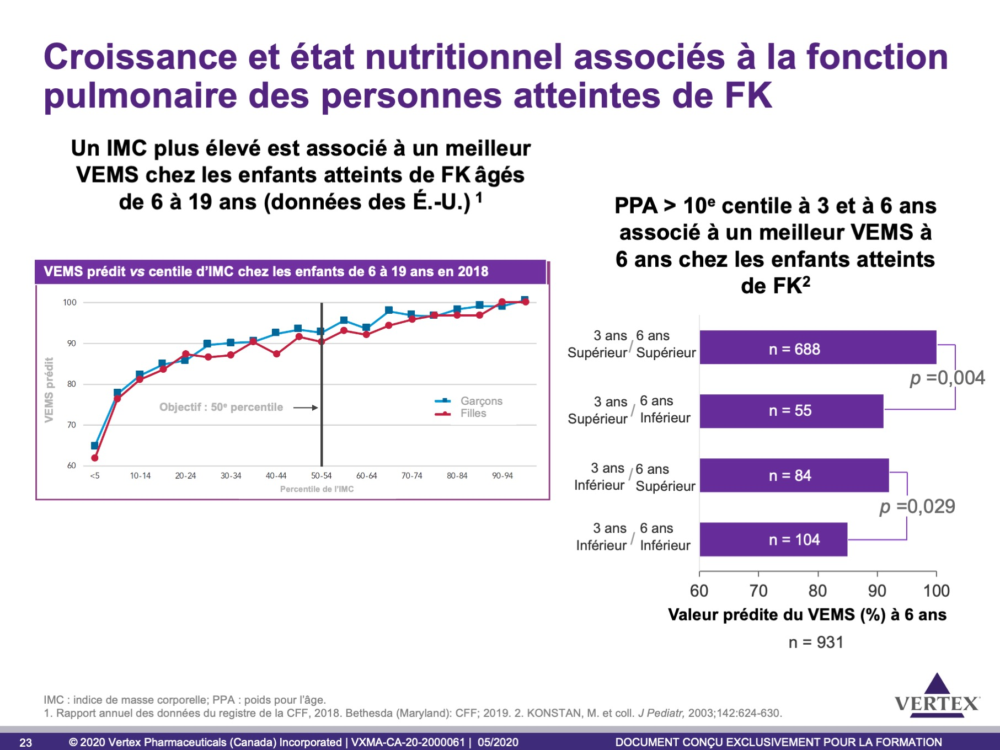 Croissance et état nutritionnel associés à la fonction
pulmonaire des personnes atteintes de FK
Un IMC plus élevé est associé à un meilleur
VEMS chez les enfants atteints de FK âgés
de 6 à 19 ans (données des É.-U.) 1
VEMS prédit vs centile d'IMC chez les enfants de 6 à 19 ans en 2018
100
90
80
70
60
VEMS prédit
Objectif : 50e percentile
Garçons
Filles
<5 10-14 20-24 30-34 40-44 50-54 60-64 70-74 80-84 90-94
Percentile de l'IMC
PPA > 10e centile à 3 et à 6 ans
associé à un meilleur VEMS à
6 ans chez les enfants atteints
de FK2
3 ans / 6 ans
Supérieur Supérieur
n = 688
p =0,004
3 ans / 6 ans
Supérieur Inférieur
n = 55
3 ans / 6 ans
Inférieur Supérieur
n = 84
p =0,029
3 ans / 6 ans
Inférieur Inférieur
n = 104
60 70 80 90 100
Valeur prédite du VEMS (%) à 6 ans
n = 931
IMC : indice de masse corporelle; PPA : poids pour l'âge.
1. Rapport annuel des données du registre de la CFF, 2018. Bethesda (Maryland): CFF; 2019. 2. KONSTAN, M. et coll. J Pediatr, 2003;142:624-630.
VERTEX
23 © 2020 Vertex Pharmaceuticals (Canada) Incorporated | VXMA-CA-20-2000061 | 05/2020 DOCUMENT CONÇU EXCLUSIVEMENT POUR LA FORMATION